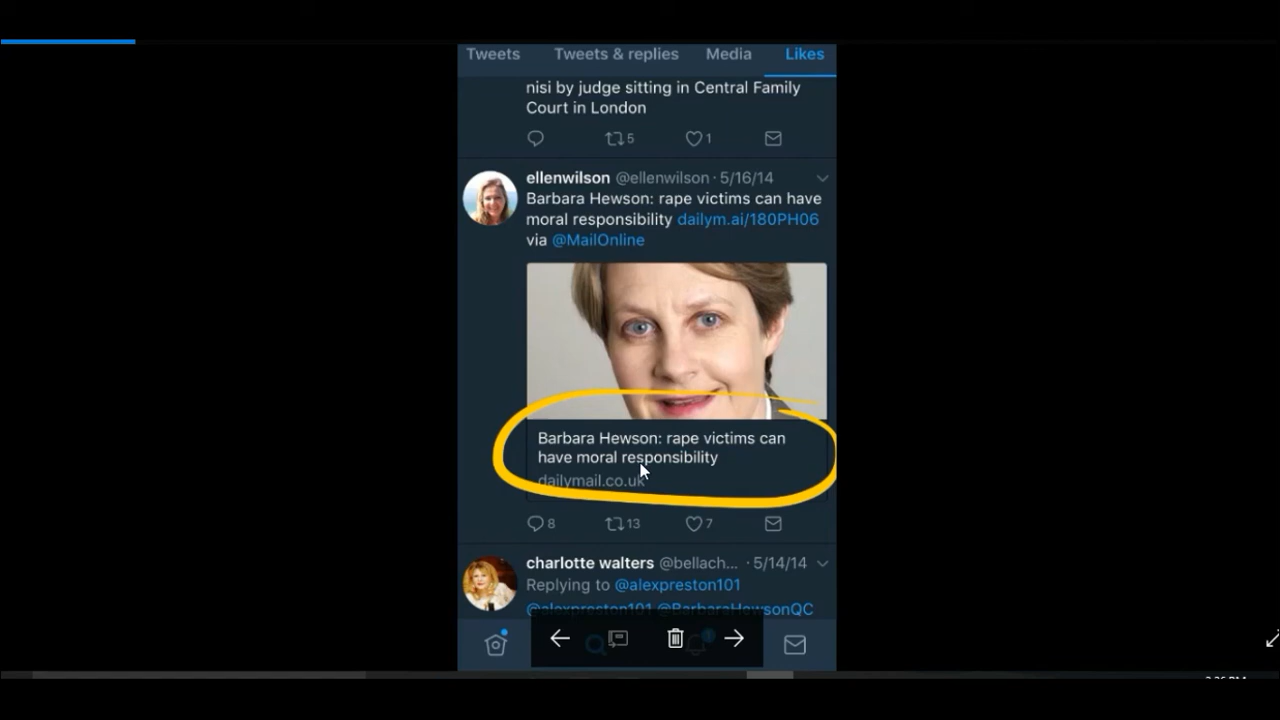 Tweets Tweets & replies Media Likes
nisi by judge sitting in Central Family
Court in London
5 1
ellenwilson @ellenwilson · 5/16/14
Barbara Hewson: rape victims can have
moral responsibility dailym.ai/180PH06
via @MailOnline
Barbara Hewson: rape victims can
have moral responsibility
dailymail.co.uk
8 13 7
charlotte walters @bellach... · 5/14/14
Replying to @alexpreston101
@alexpreston101 @BarbaraHewsonQC